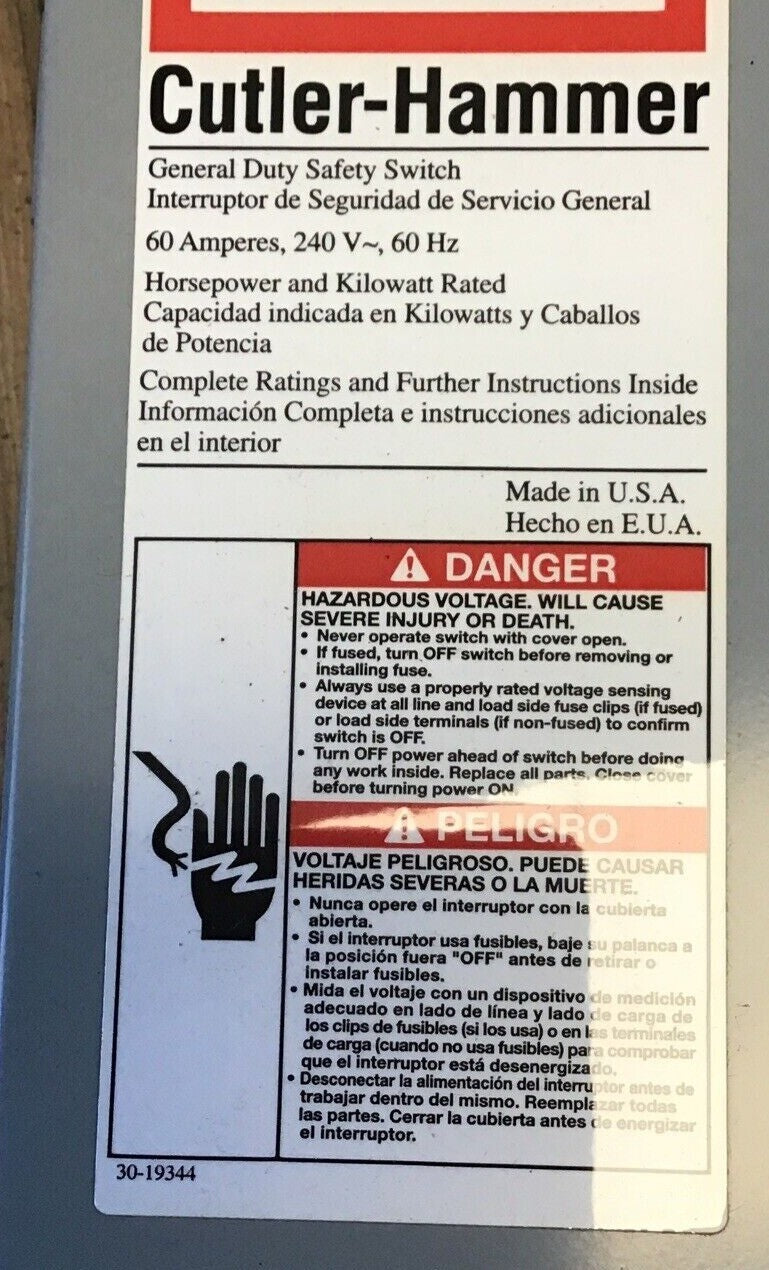 Cutler-Hammer
General Duty Safety Switch
Interruptor de Seguridad de Servicio General
60 Amperes, 240 V~, 60 Hz
Horsepower and Kilowatt Rated
Capacidad indicada en Kilowatts y Caballos
de Potencia
Complete Ratings and Further Instructions Inside
Información Completa e instrucciones adicionales
en el interior
Made in U.S.A.
Hecho en E.U.A.
DANGER
HAZARDOUS VOLTAGE. WILL CAUSE
SEVERE INJURY OR DEATH.
• Never operate switch with cover open.
• If fused, turn OFF switch before removing or
installing fuse.
• Always use a properly rated voltage sensing
device at all line and load side fuse clips (if fused)
or load side terminals (if non-fused) to confirm
switch is OFF.
• Turn OFF power ahead of switch before doing
any work inside. Replace all parts. Close cover
before turning power ON.
PELIGRO
VOLTAJE PELIGROSO. PUEDE CAUSAR
HERIDAS SEVERAS O LA MUERTE.
• Nunca opere el interruptor con la cubierta
abierta.
• Si el interruptor usa fusibles, baje su palanca a
la posición fuera "OFF" antes de retirar o
instalar fusibles.
• Mida el voltaje con un dispositivo de medición
adecuado en lado de línea y lado de carga de
los clips de fusibles (si los usa) o en las terminales
de carga (cuando no usa fusibles) para comprobar
que el interruptor está desenergizado.
• Desconectar la alimentación del interruptor antes de
trabajar dentro del mismo. Reemplazar todas
las partes. Cerrar la cubierta antes de energizar
el interruptor.
30-19344